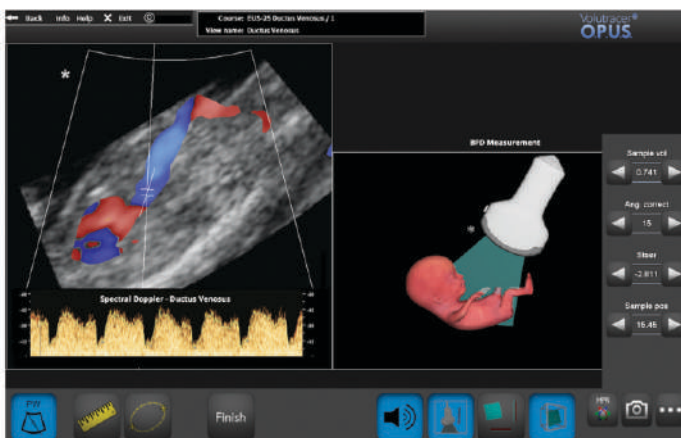 Back Info Help X Exit ©
Course: EUS-25 Ductus Venosus / 1
View name: Ductus Venosus
Volutracer®
O.P.U.S.
*
BFD Measurement
Sample vol
0.741
Ang. correct
15
Steer
-2.811
Sample pos
15.45
Spectral Doppler - Ductus Venosus
PW
Finish
HPR